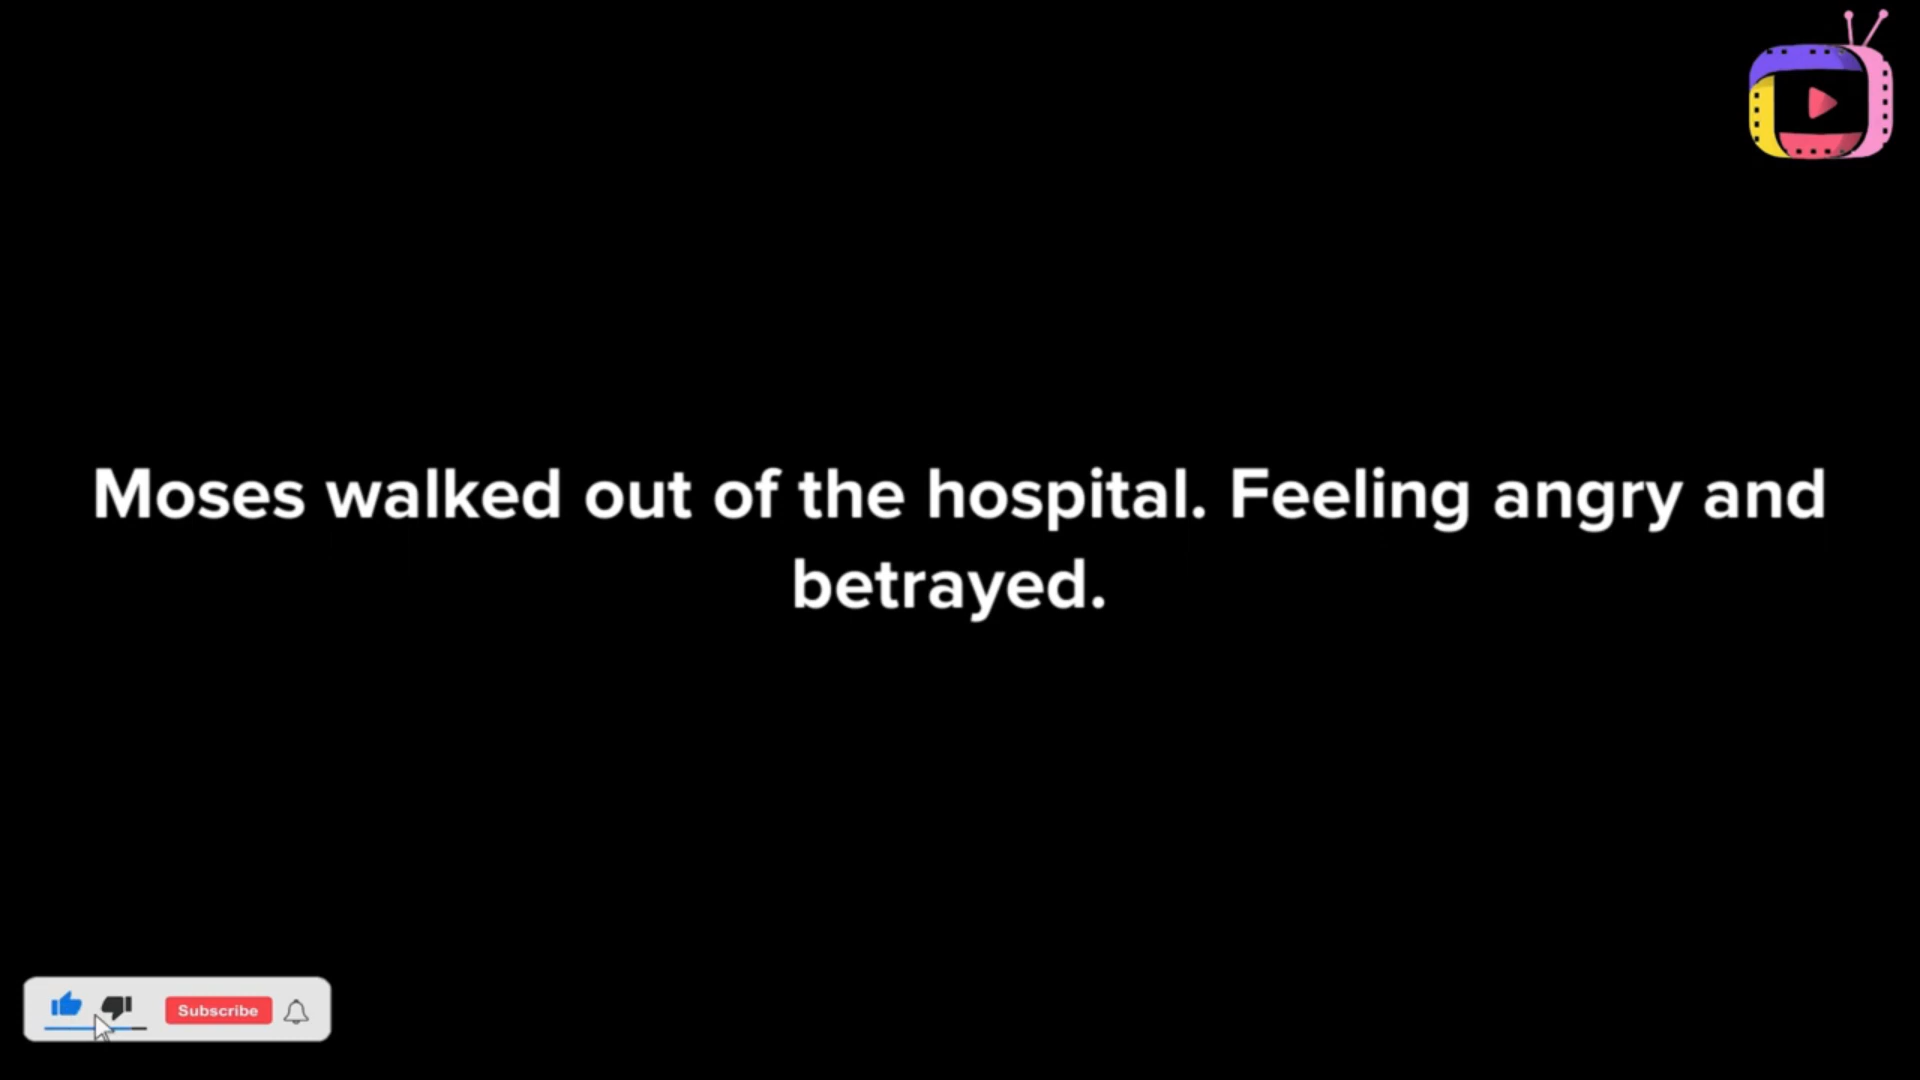 Moses walked out of the hospital. Feeling angry and
betrayed.
Subscribe